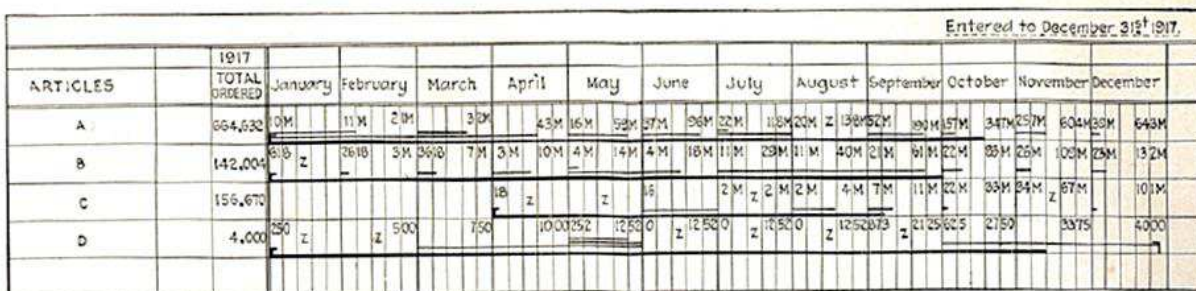 Entered to December 31st 1917.
1917
ARTICLES TOTAL ORDERED January February March April May June July August September October November December
A 664,632 10M 11M 21M 32M 43M 16M 59M 37M 96M 22M 118M 20M Z 138M 52M 190M 157M 347M 257M 604M 39M 643M
B 142,004 618 Z 2618 3M 3618 7M 3M 10M 4M 14M 4M 18M 11M 29M 11M 40M 21M 61M 22M 83M 26M 109M 23M 132M
C 156,670 18 Z Z 18 2M Z 2M 2M 4M 7M 11M 22M 33M 34M Z 67M 101M
D 4,000 250 Z Z 500 750 1000 252 1252 0 Z 1252 0 Z 1252 0 Z 1252 873 Z 2125 625 2750 3375 4000